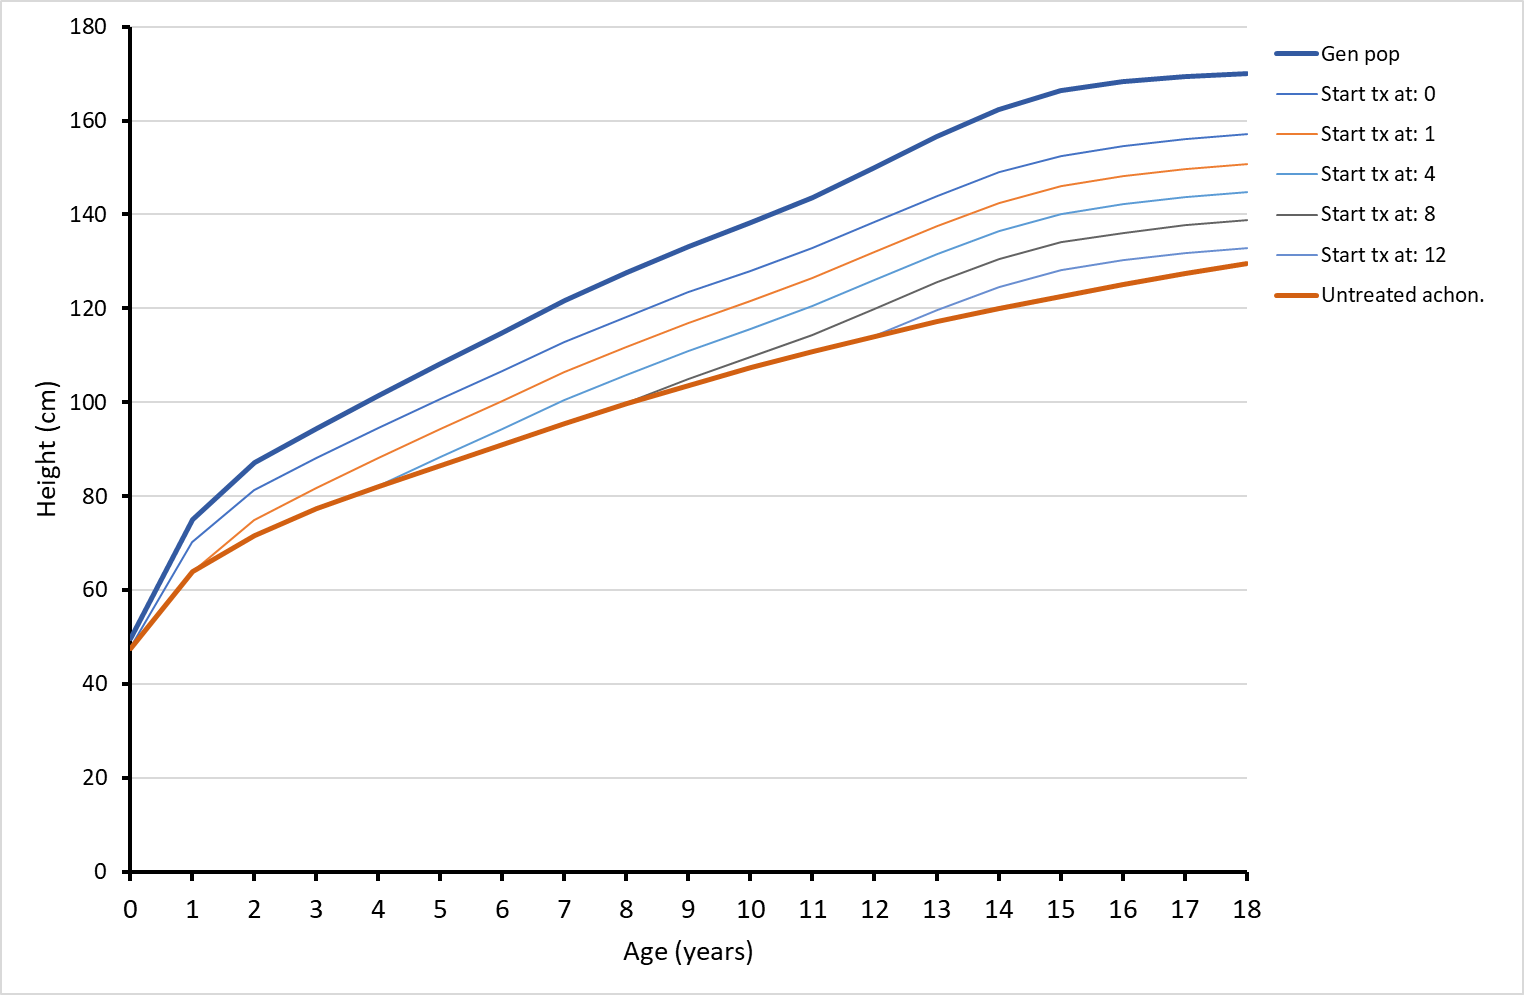 180
160
140
120
100
80
60
40
20
0
Height (cm)
0 1 2 3 4 5 6 7 8 9 10 11 12 13 14 15 16 17 18
Age (years)
Gen pop
Start tx at: 0
Start tx at: 1
Start tx at: 4
Start tx at: 8
Start tx at: 12
Untreated achon.